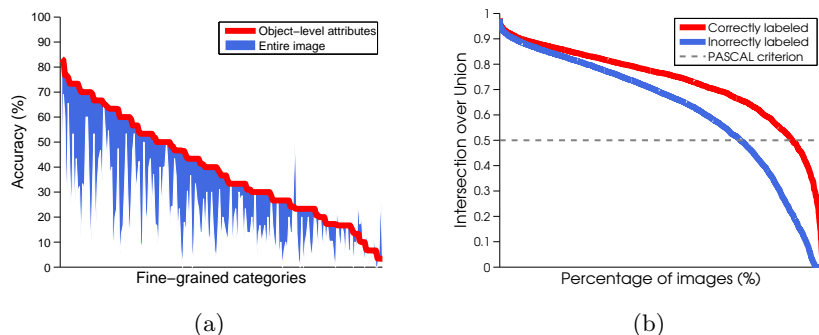 Object−level attributes
Entire image
100
90
80
70
60
50
40
30
20
10
0
Accuracy (%)
Fine−grained categories
(a)
Correctly labeled
Inorrectly labeled
PASCAL criterion
1
0.9
0.8
0.7
0.6
0.5
0.4
0.3
0.2
0.1
0
Intersection over Union
Percentage of images (%)
(b)